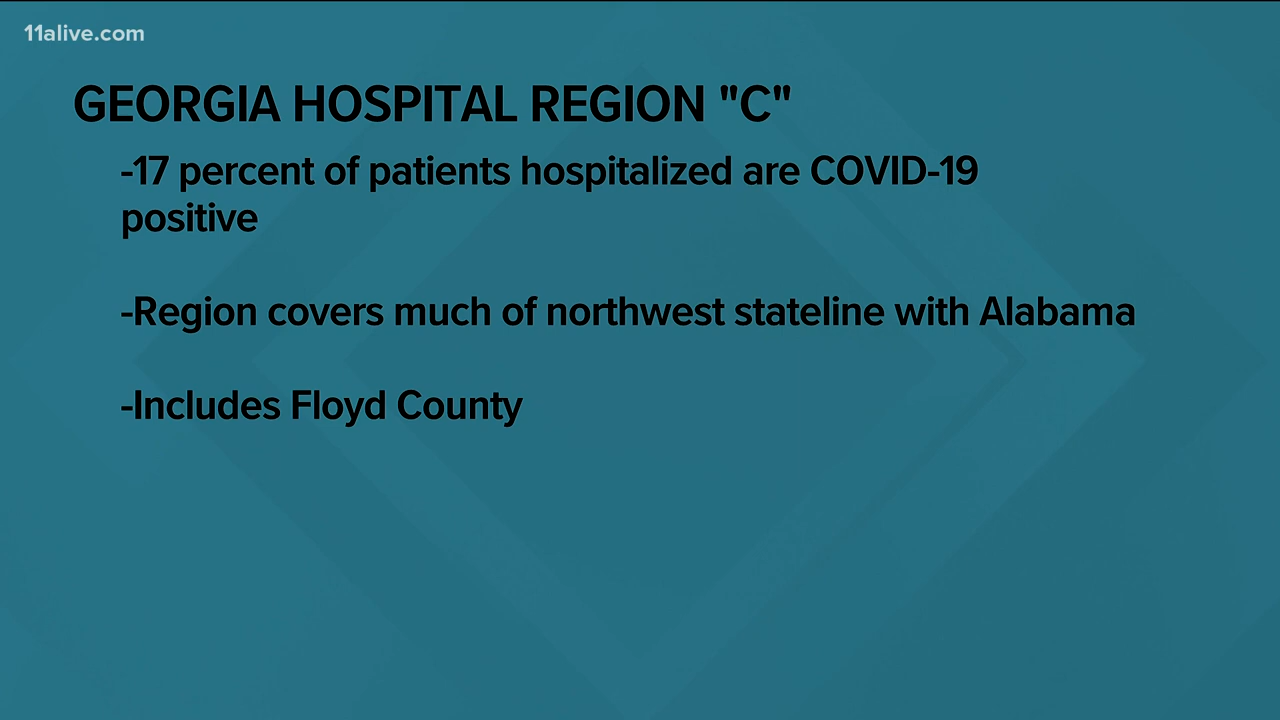 11alive.com
GEORGIA HOSPITAL REGION "C"
-17 percent of patients hospitalized are COVID-19
positive
-Region covers much of northwest stateline with Alabama
-Includes Floyd County